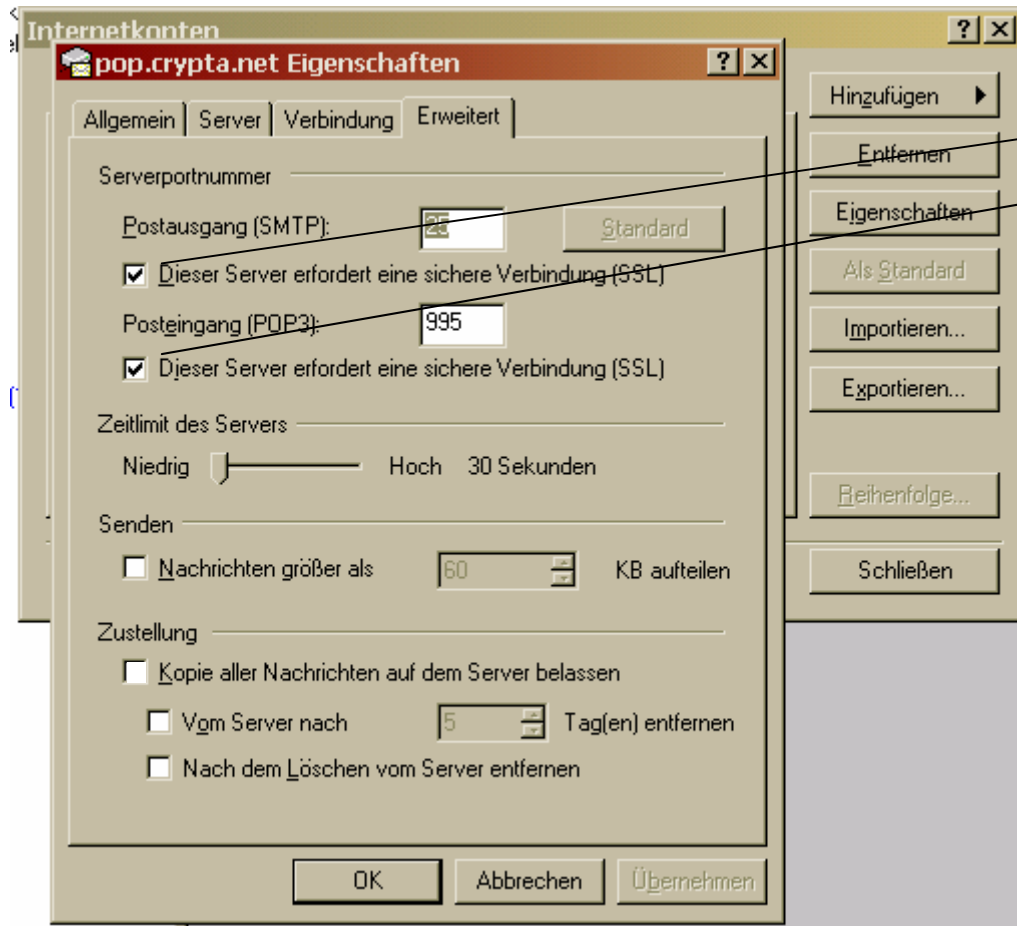 Internetkonten
pop.crypta.net Eigenschaften
Allgemein Server Verbindung Erweitert
Serverportnummer
Postausgang (SMTP): 25 Standard
Dieser Server erfordert eine sichere Verbindung (SSL)
Posteingang (POP3): 995
Dieser Server erfordert eine sichere Verbindung (SSL)
Zeitlimit des Servers
Niedrig Hoch 30 Sekunden
Senden
Nachrichten größer als 60 KB aufteilen
Zustellung
Kopie aller Nachrichten auf dem Server belassen
Vom Server nach 5 Tag(en) entfernen
Nach dem Löschen vom Server entfernen
OK Abbrechen Übernehmen
Hinzufügen
Entfernen
Eigenschaften
Als Standard
Importieren...
Exportieren...
Reihenfolge...
Schließen